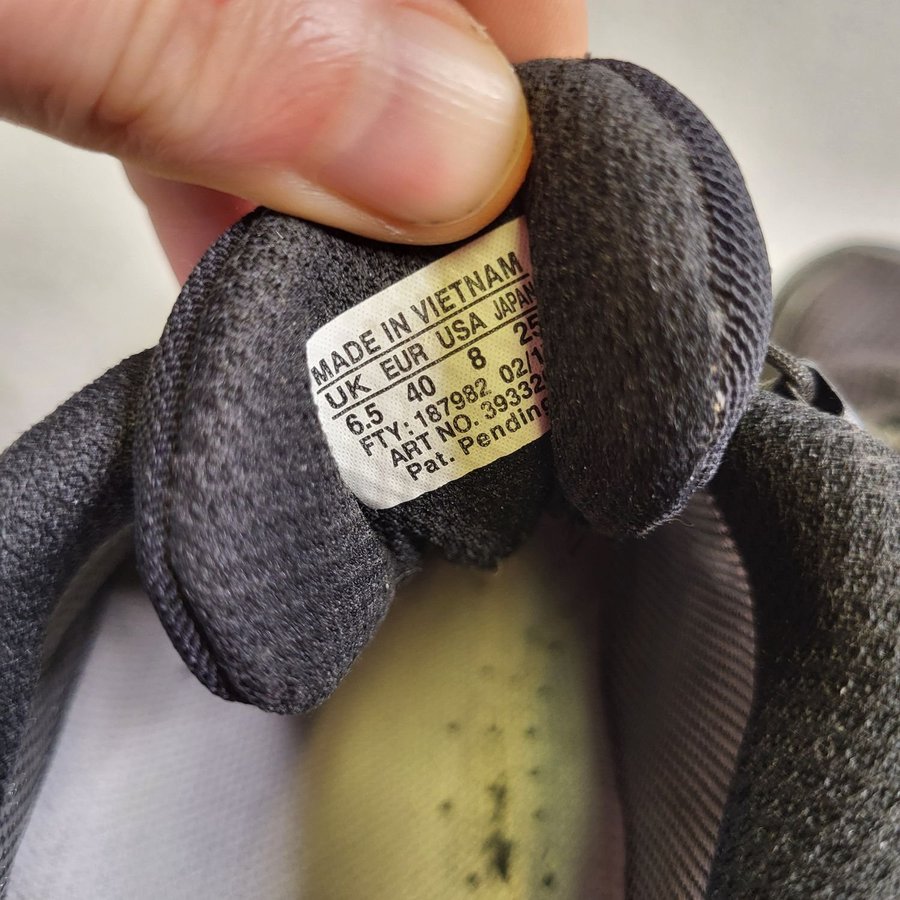 MADE IN VIETNAM
UK EUR USA JAPAN
6.5 40 8 25
FTY: 187982 02/1
ART NO: 39332
Pat. Pending